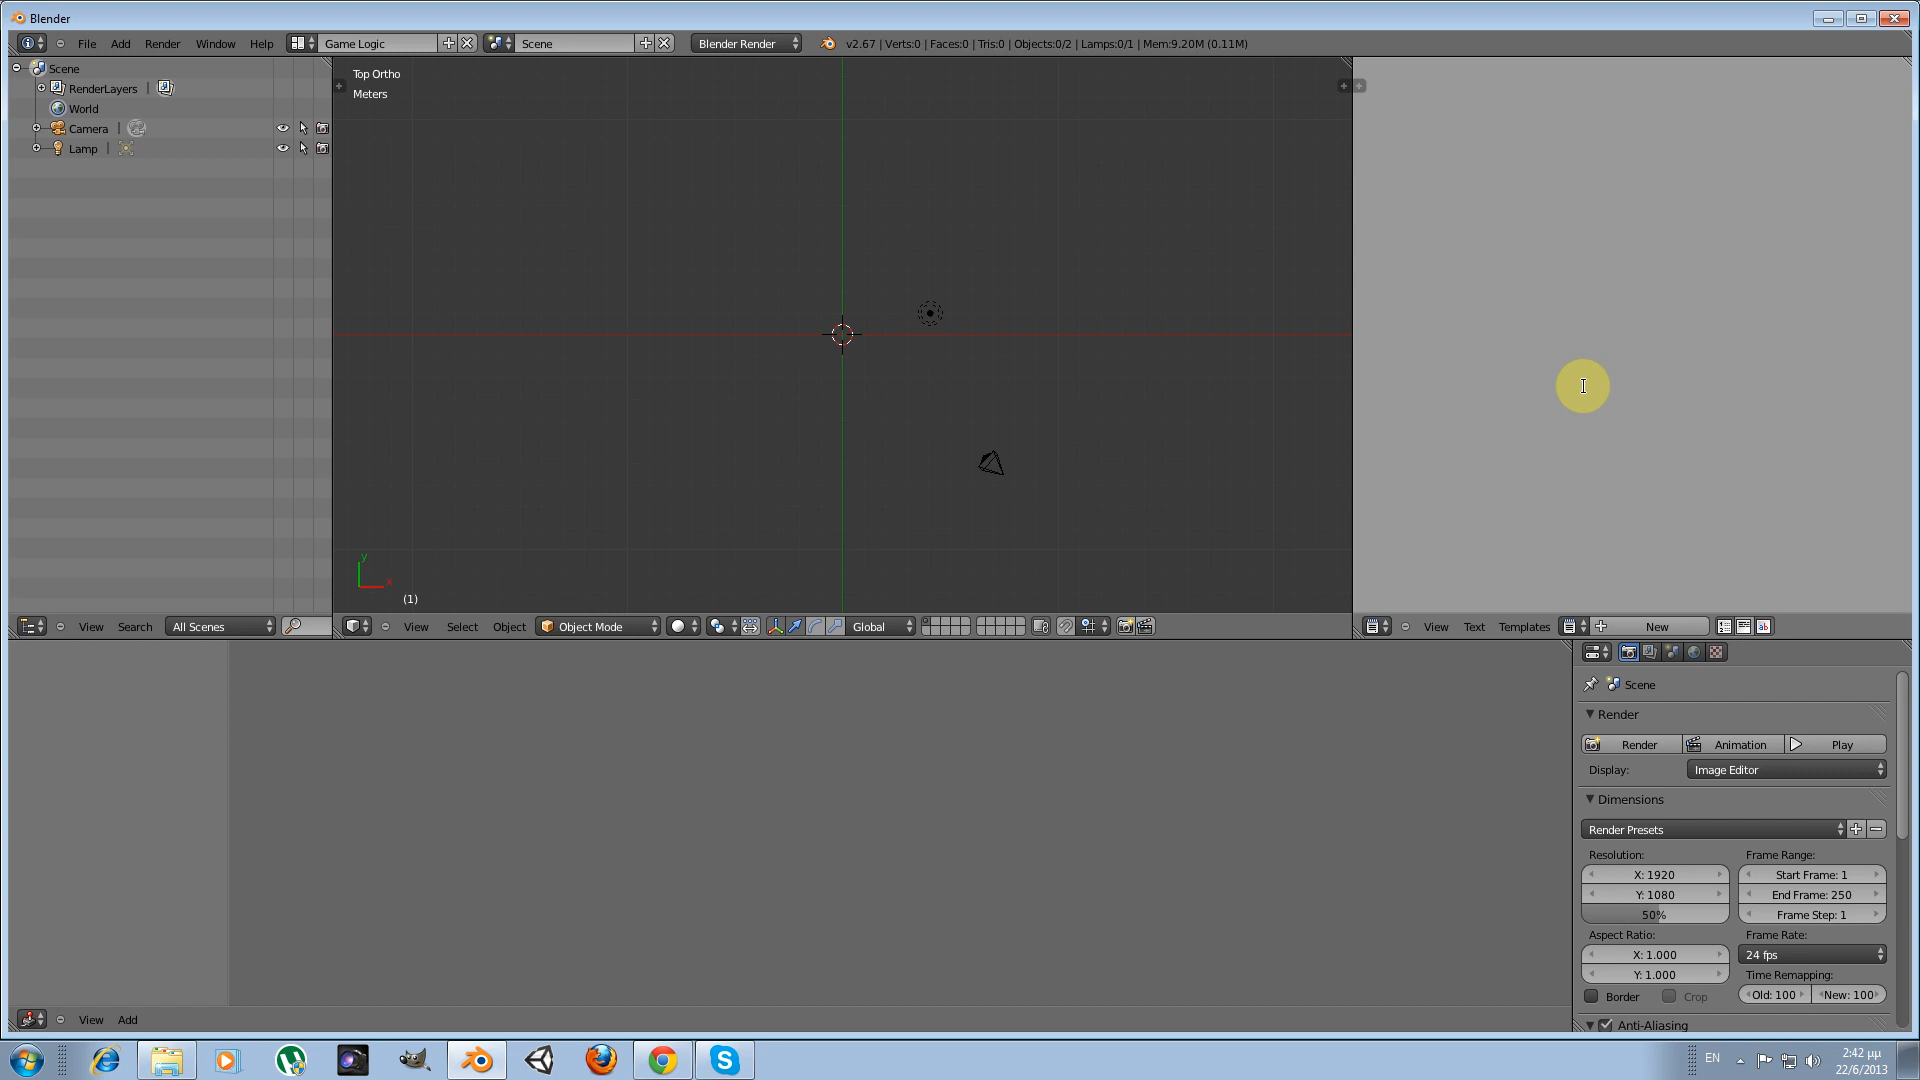 Blender
File Add Render Window Help Game Logic Scene Blender Render v2.67 | Verts:0 | Faces:0 | Tris:0 | Objects:0/2 | Lamps:0/1 | Mem:9.20M (0.11M)
Scene
RenderLayers
World
Camera
Lamp
Top Ortho
Meters
y
x
(1)
View Search All Scenes
View Select Object Object Mode Global
View Text Templates New
Scene
Render
Render Animation Play
Display: Image Editor
Dimensions
Render Presets
Resolution: Frame Range:
X: 1920 Start Frame: 1
Y: 1080 End Frame: 250
50% Frame Step: 1
Aspect Ratio: Frame Rate:
X: 1.000 24 fps
Y: 1.000 Time Remapping:
Border Crop Old: 100 New: 100
Anti-Aliasing
View Add
EN 2:42 μμ
22/6/2013